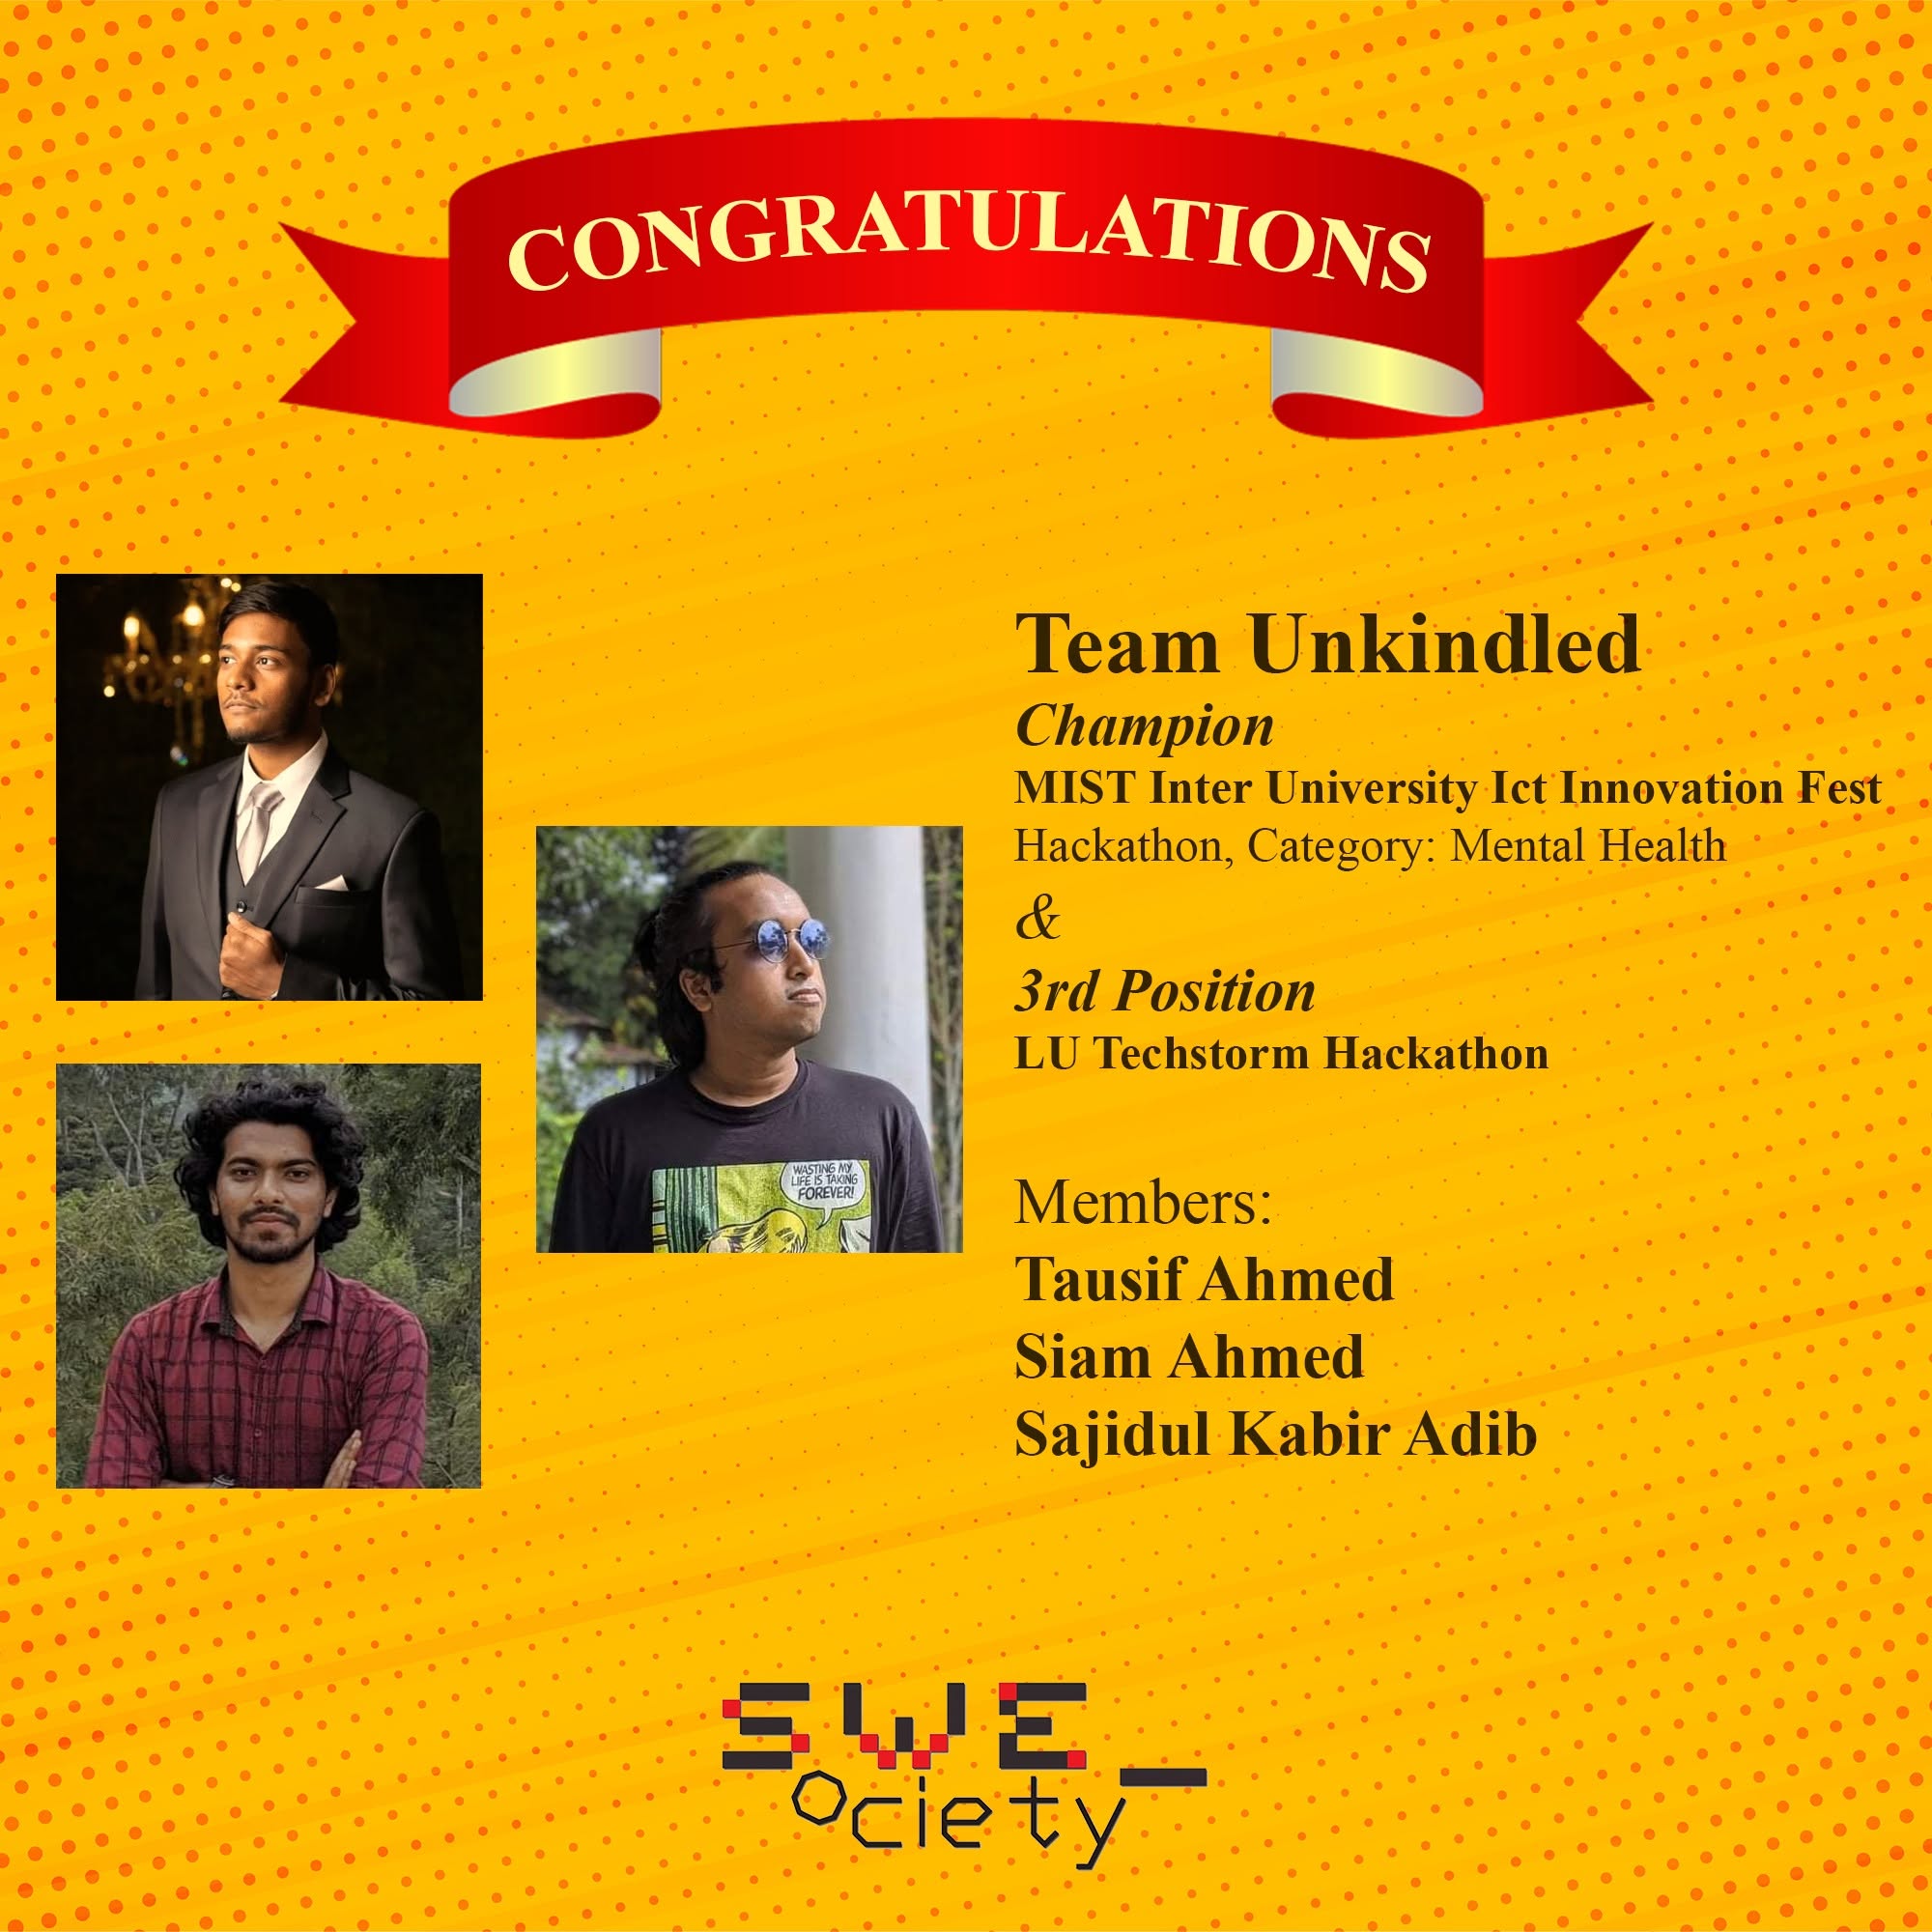 CONGRATULATIONS
Team Unkindled
Champion
MIST Inter University Ict Innovation Fest
Hackathon, Category: Mental Health
&
3rd Position
LU Techstorm Hackathon
Members:
Tausif Ahmed
Siam Ahmed
Sajidul Kabir Adib
WASTING MY
LIFE IS TAKING
FOREVER!
SWE_
ociety